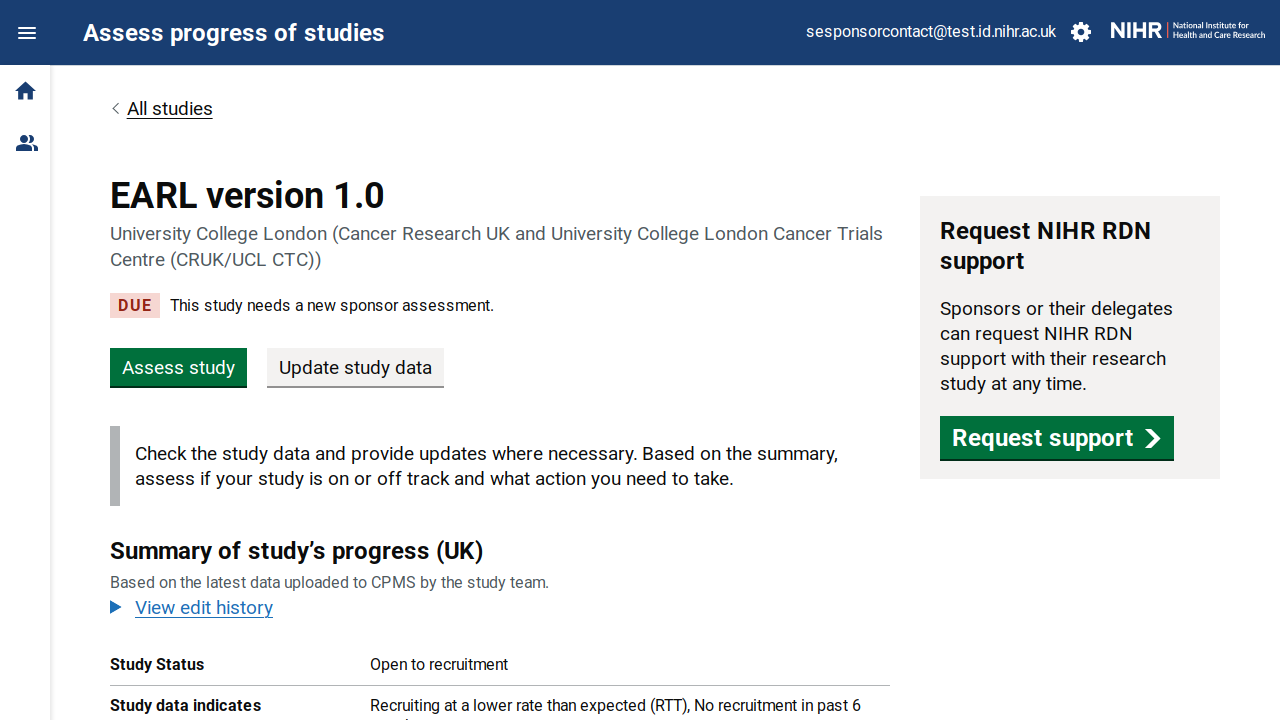 Assess progress of studies
sesponsorcontact@test.id.nihr.ac.uk
NIHR
National Institute for
Health and Care Research
All studies
EARL version 1.0
University College London (Cancer Research UK and University College London Cancer Trials
Centre (CRUK/UCL CTC))
DUE This study needs a new sponsor assessment.
Assess study
Update study data
Check the study data and provide updates where necessary. Based on the summary,
assess if your study is on or off track and what action you need to take.
Summary of study’s progress (UK)
Based on the latest data uploaded to CPMS by the study team.
View edit history
Study Status Open to recruitment
Study data indicates Recruiting at a lower rate than expected (RTT), No recruitment in past 6
Request NIHR RDN
support
Sponsors or their delegates
can request NIHR RDN
support with their research
study at any time.
Request support